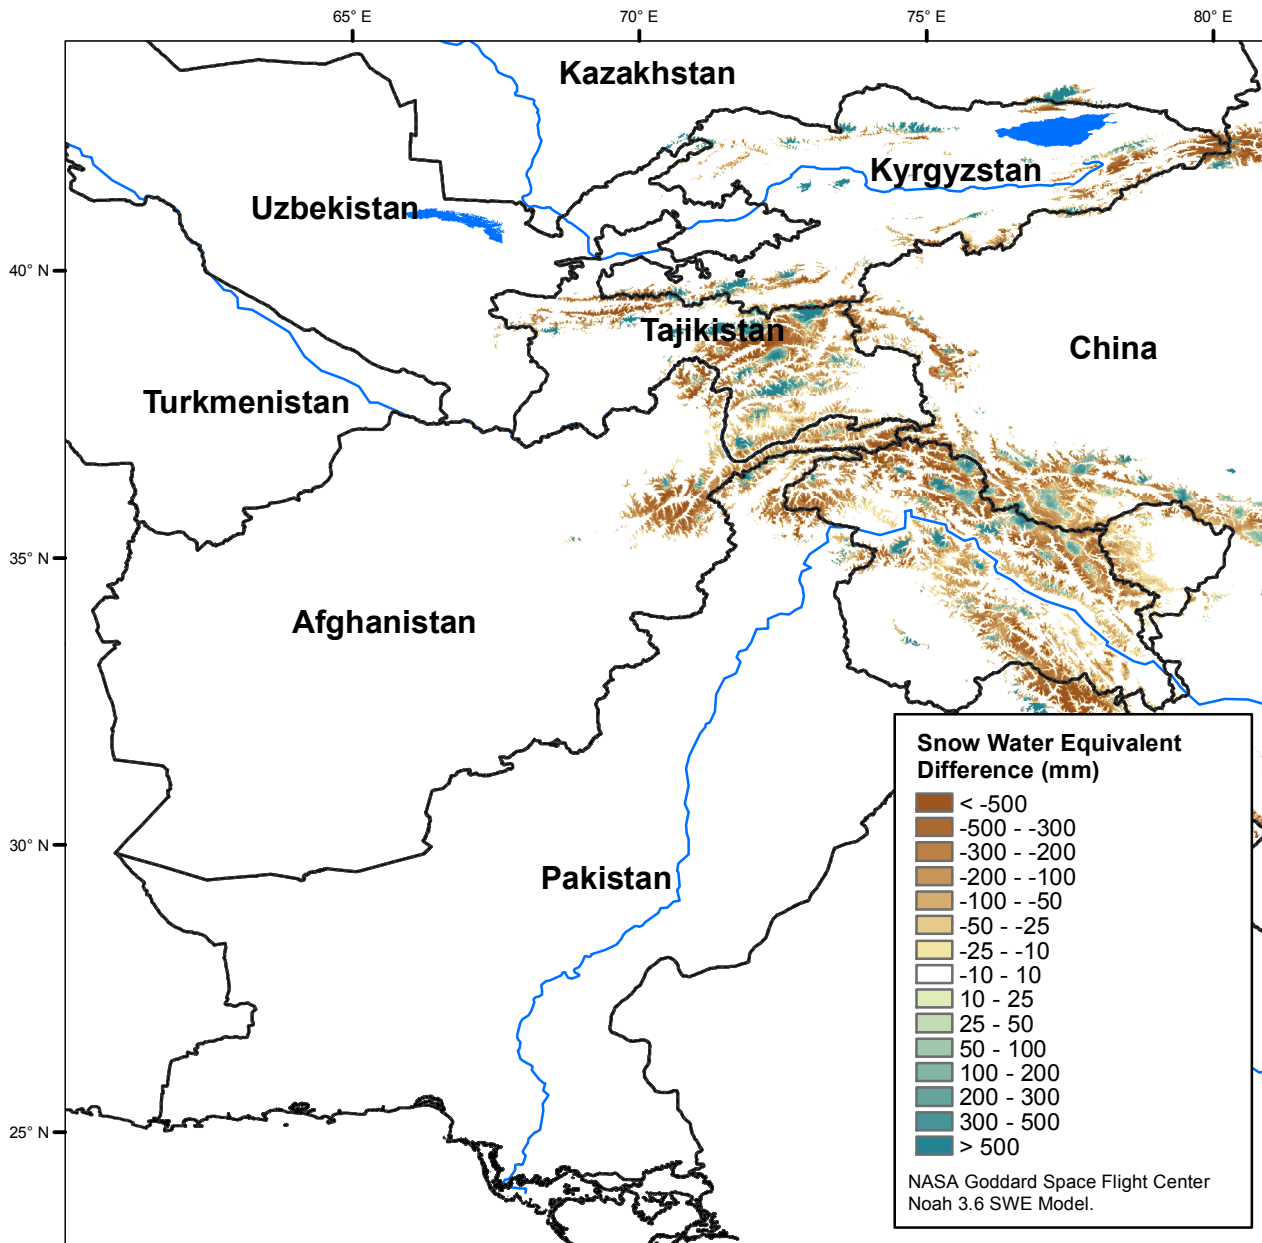 65° E
70° E
75° E
80° E
Kazakhstan
Kyrgyzstan
Uzbekistan
40° N
Tajikistan
China
Turkmenistan
35° N
Afghanistan
30° N
Pakistan
25° N
Snow Water Equivalent
Difference (mm)
< -500
-500 - -300
-300 - -200
-200 - -100
-100 - -50
-50 - -25
-25 - -10
-10 - 10
10 - 25
25 - 50
50 - 100
100 - 200
200 - 300
300 - 500
> 500
NASA Goddard Space Flight Center
Noah 3.6 SWE Model.